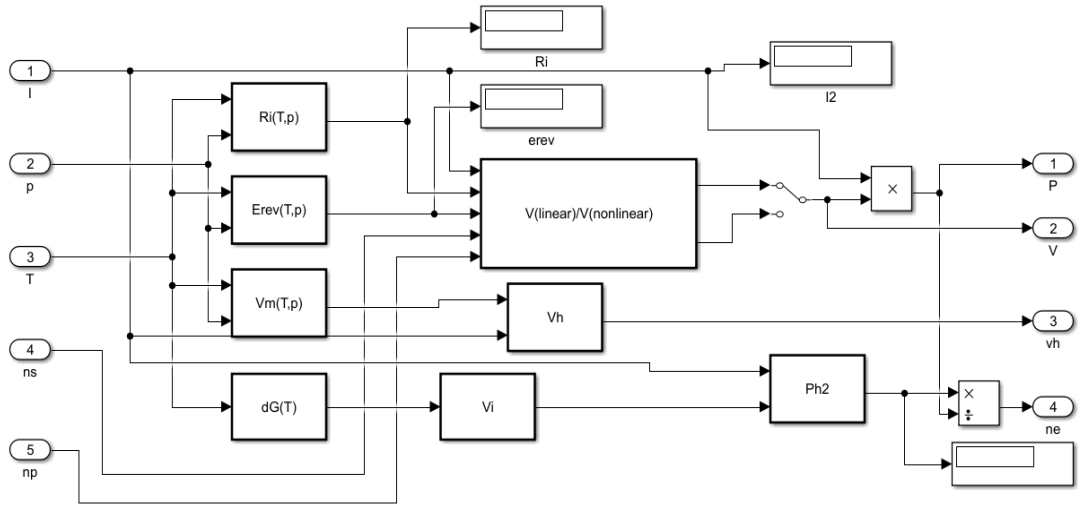 Ri
1
I
I2
erev
Ri(T,p)
2
p
×
1
P
Erev(T,p)
V(linear)/V(nonlinear)
2
V
3
T
Vm(T,p)
Vh
3
vh
4
ns
dG(T)
Vi
Ph2
×
÷
4
ne
5
np